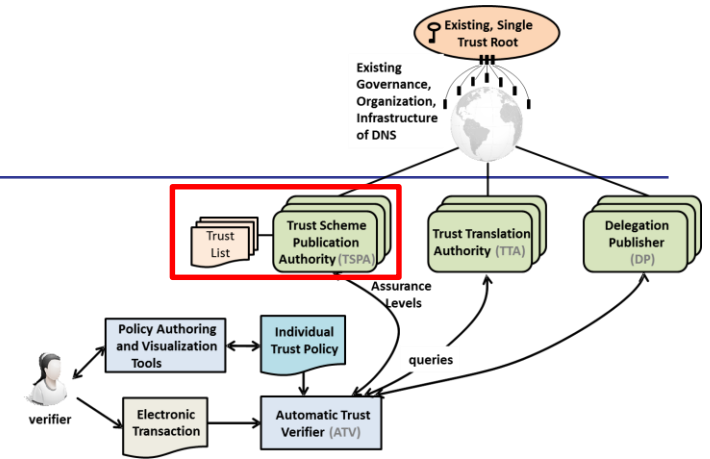 Existing, Single
Trust Root
Existing
Governance,
Organization,
Infrastructure
of DNS
Trust
List
Trust Scheme
Publication
Authority (TSPA)
Trust Translation
Authority (TTA)
Delegation
Publisher
(DP)
Assurance
Levels
queries
Policy Authoring
and Visualization
Tools
Individual
Trust Policy
verifier
Electronic
Transaction
Automatic Trust
Verifier (ATV)